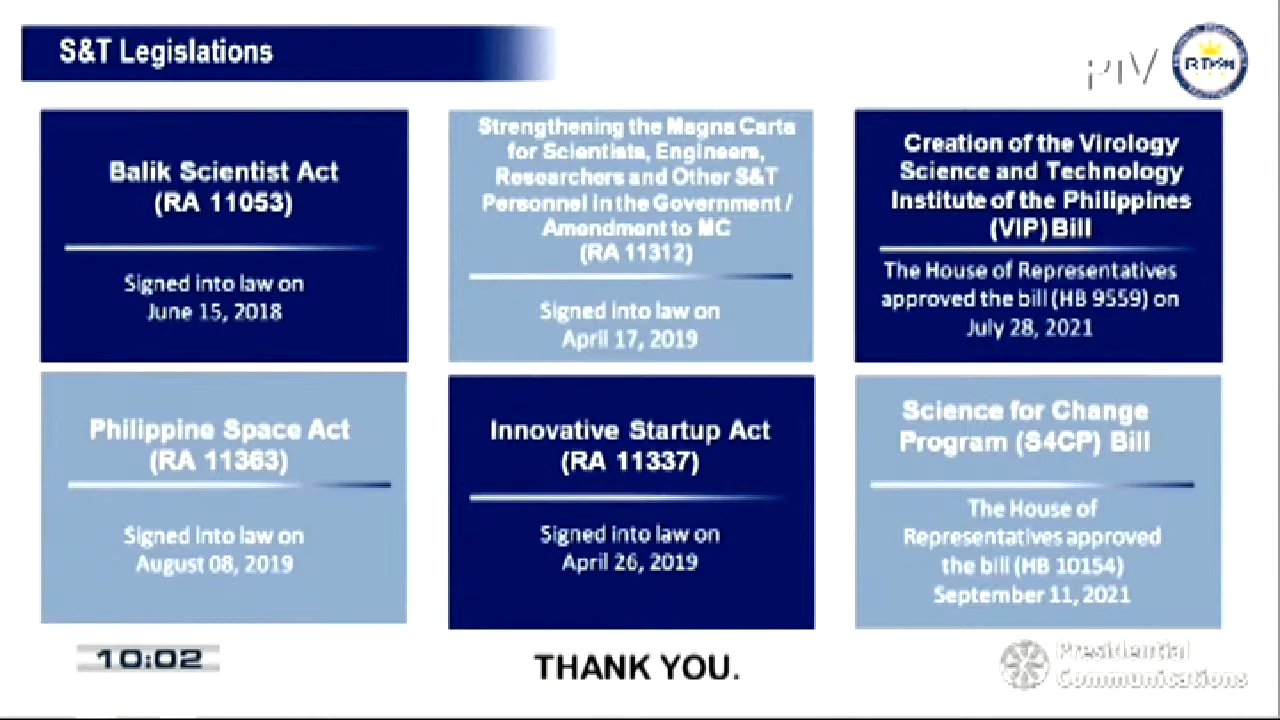 S&T Legislations
PTV
RTVM
Balik Scientist Act
(RA 11053)
Signed into law on
June 15, 2018
Strengthening the Magna Carta
for Scientists, Engineers,
Researchers and Other S&T
Personnel in the Government /
Amendment to MC
(RA 11312)
Signed into law on
April 17, 2019
Creation of the Virology
Science and Technology
Institute of the Philippines
(VIP) Bill
The House of Representatives
approved the bill (HB 9559) on
July 28, 2021
Philippine Space Act
(RA 11363)
Signed into law on
August 08, 2019
Innovative Startup Act
(RA 11337)
Signed into law on
April 26, 2019
Science for Change
Program (S4CP) Bill
The House of
Representatives approved
the bill (HB 10154)
September 11, 2021
10:02
THANK YOU.
Presidential
Communications